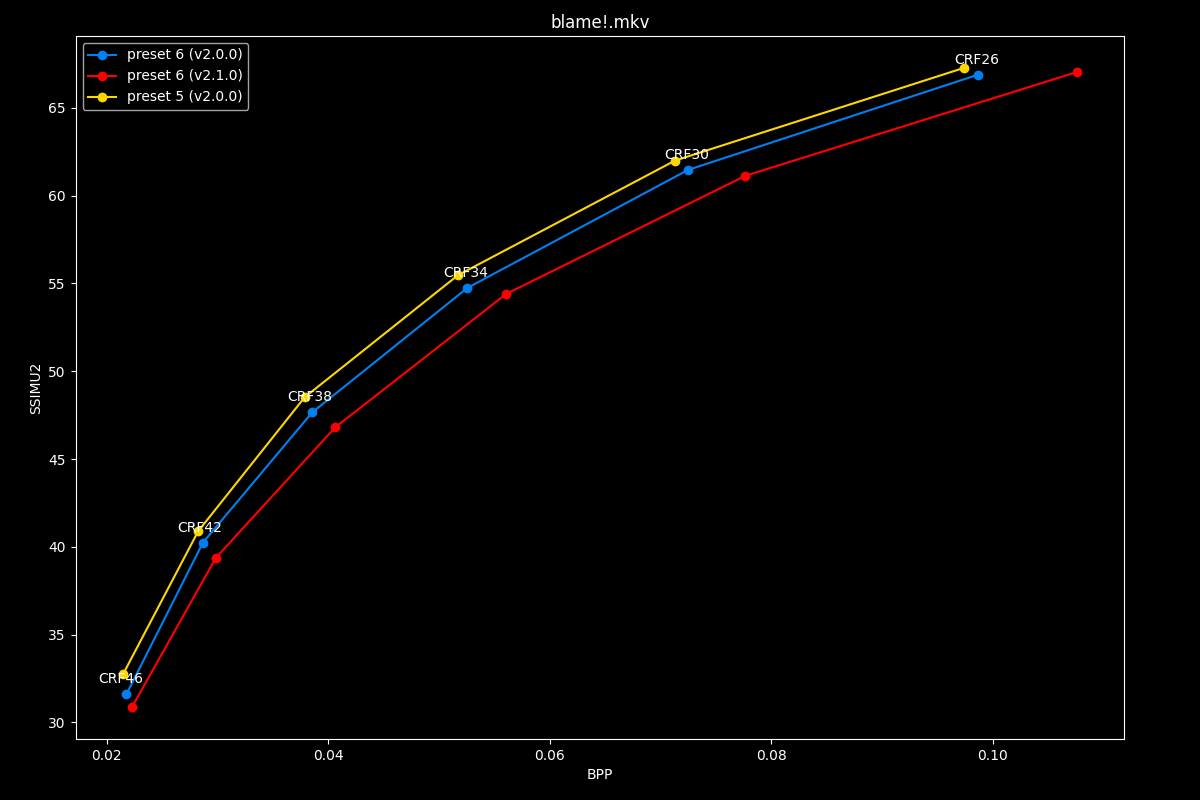 blame!.mkv
preset 6 (v2.0.0)
preset 6 (v2.1.0)
preset 5 (v2.0.0)
CRF26
CRF30
CRF34
CRF38
CRF42
CRF46
65
60
55
50
45
40
35
30
SSIMU2
0.02 0.04 0.06 0.08 0.10
BPP